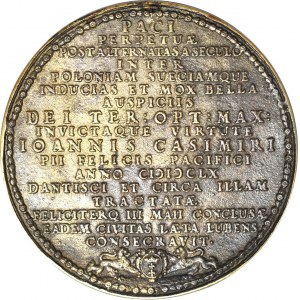 PACI
PERPETUÆ
POST ALTERNATAS A SECVLO
INTER
POLONIAM SUECIAMQUE
INDUCIAS ET MOX BELLA
AUSPICIIS
DEI TER: OPT: MAX:
INVICTAQUE VIRTUTE
IOANNIS CASIMIRI
PII FELICIS PACIFICI
ANNO CIƆIƆCLX
DANTISCI ET CIRCA ILLAM
TRACTATÆ
FELICITERQ III MAII CONCLUSÆ
EADEM CIVITAS LÆTA LUBENS
CONSECRAVIT.